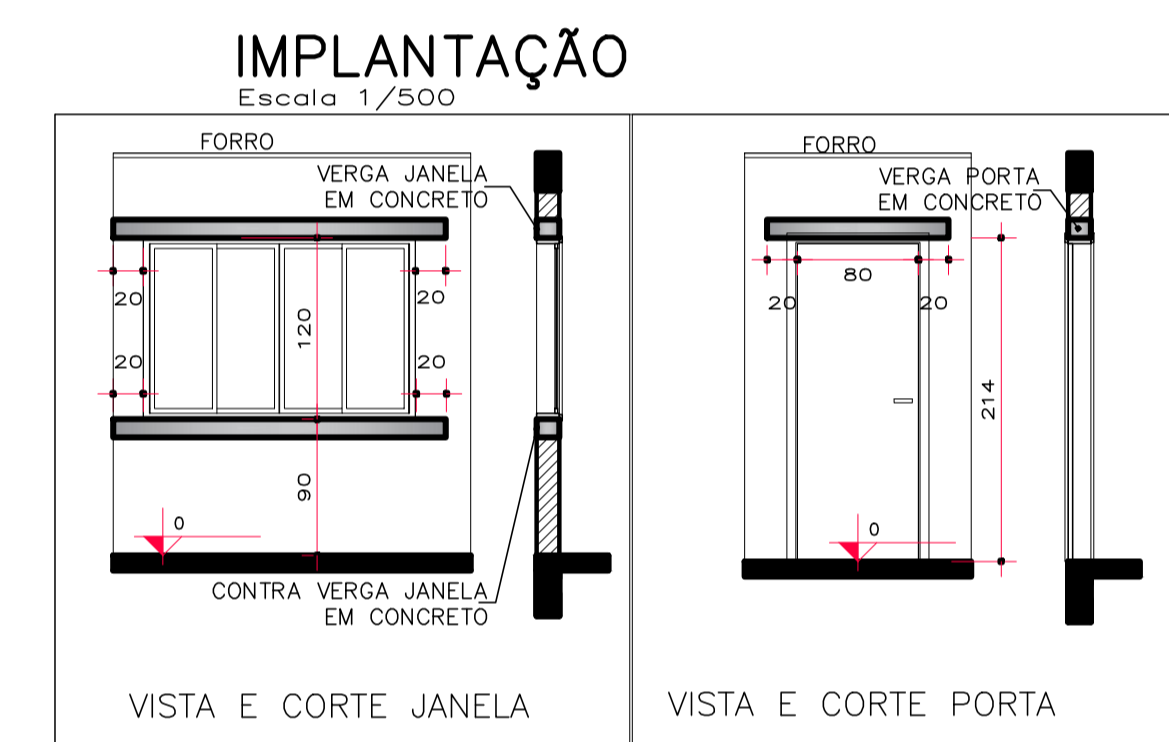 IMPLANTAÇÃO
Escala 1/500
FORRO
VERGA JANELA
EM CONCRETO
20
20
120
20
20
90
0
CONTRA VERGA JANELA
EM CONCRETO
VISTA E CORTE JANELA
FORRO
VERGA PORTA
EM CONCRETO
80
20
20
214
0
VISTA E CORTE PORTA